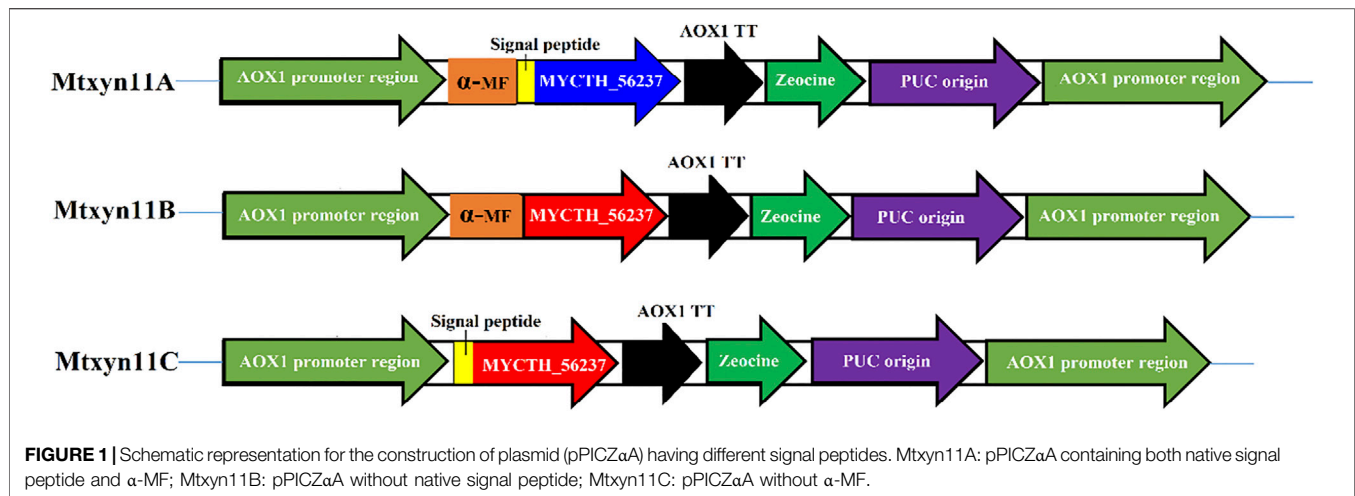 Signal peptide
AOX1 TT
Mtxyn11A
AOX1 promoter region
α-MF
MYCTH_56237
Zeocine
PUC origin
AOX1 promoter region
AOX1 TT
Mtxyn11B
AOX1 promoter region
α-MF
MYCTH_56237
Zeocine
PUC origin
AOX1 promoter region
Signal peptide
AOX1 TT
Mtxyn11C
AOX1 promoter region
MYCTH_56237
Zeocine
PUC origin
AOX1 promoter region
FIGURE 1 | Schematic representation for the construction of plasmid (pPICZαA) having different signal peptides. Mtxyn11A: pPICZαA containing both native signal
peptide and α-MF; Mtxyn11B: pPICZαA without native signal peptide; Mtxyn11C: pPICZαA without α-MF.